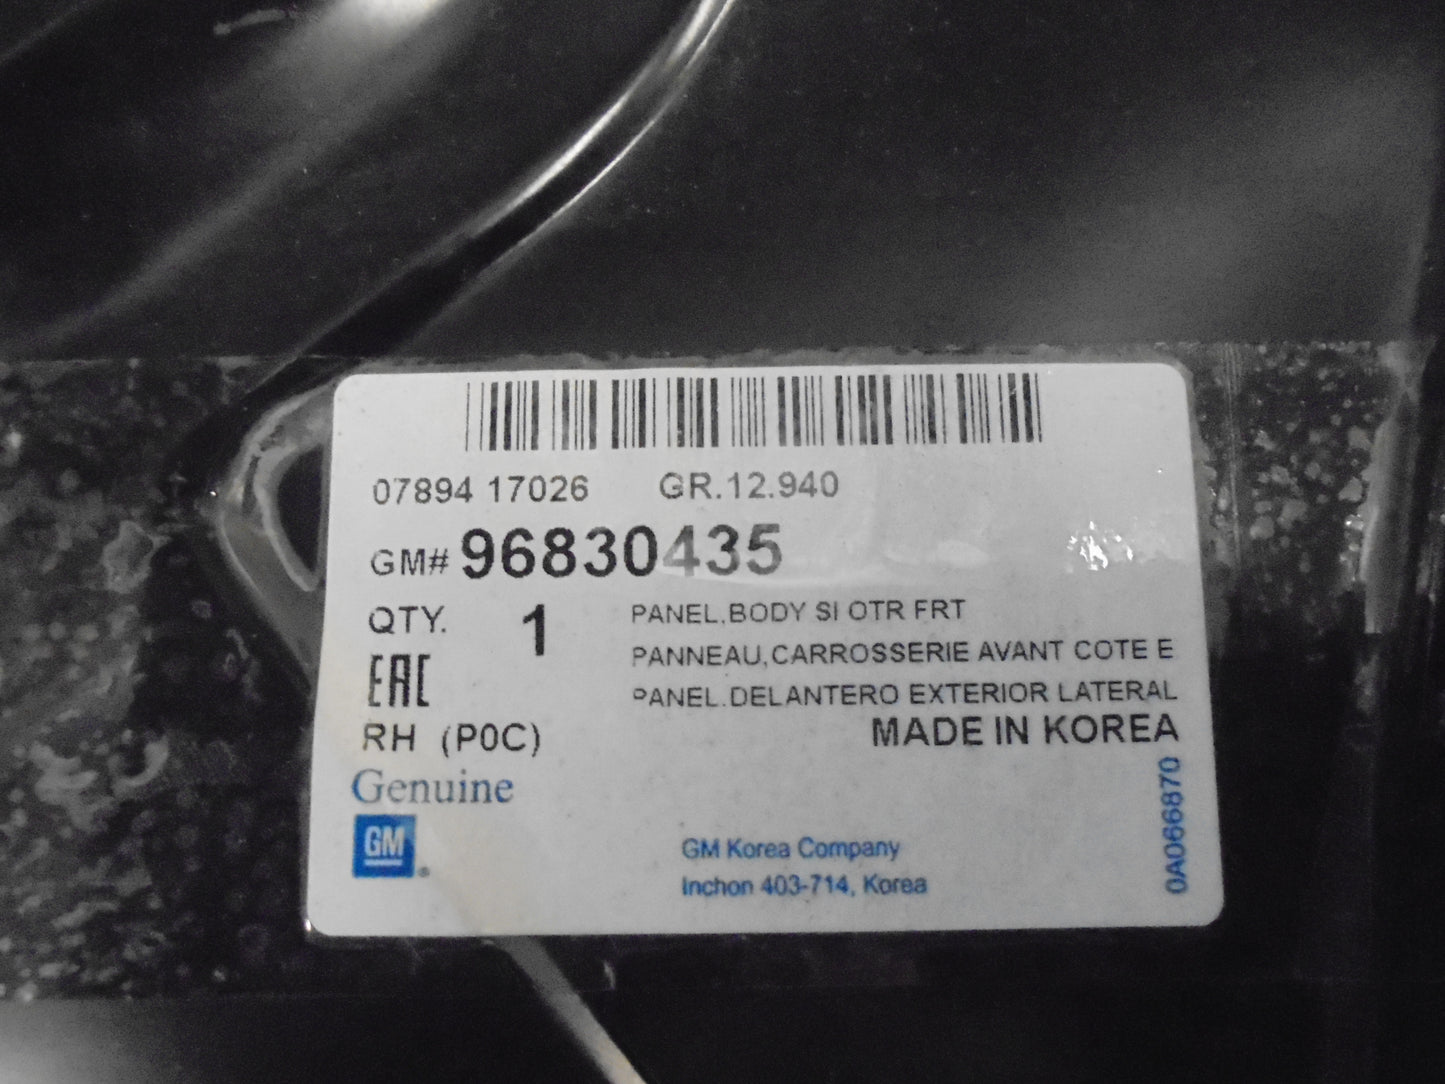 07894 17026 GR.12.940
GM# 96830435
QTY. 1
PANEL,BODY SI OTR FRT
PANNEAU,CARROSSERIE AVANT COTE E
PANEL.DELANTERO EXTERIOR LATERAL
EAC
RH (P0C)
MADE IN KOREA
Genuine
GM
GM Korea Company
Inchon 403-714, Korea
0A066870